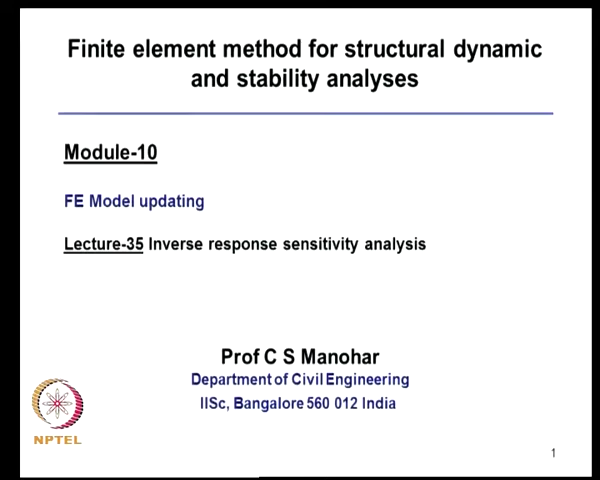 Finite element method for structural dynamic
and stability analyses
Module-10
FE Model updating
Lecture-35 Inverse response sensitivity analysis
Prof C S Manohar
Department of Civil Engineering
IISc, Bangalore 560 012 India
NPTEL
1